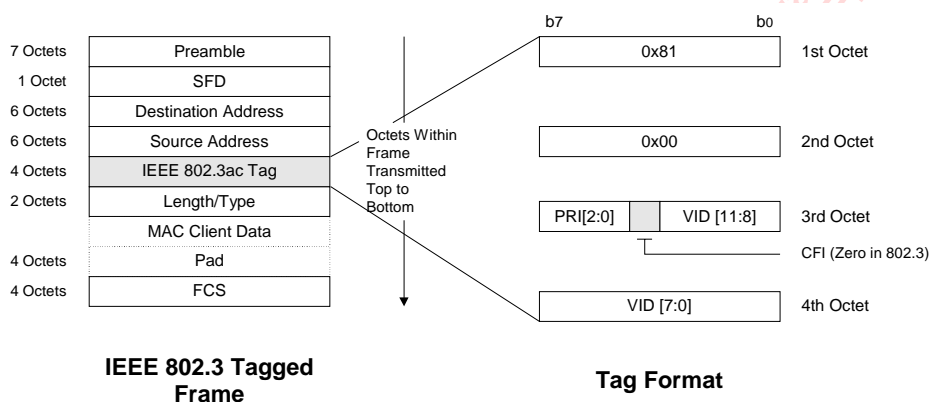 b7 b0
7 Octets Preamble
1 Octet SFD
6 Octets Destination Address
6 Octets Source Address
4 Octets IEEE 802.3ac Tag
2 Octets Length/Type
MAC Client Data
4 Octets Pad
4 Octets FCS
Octets Within
Frame
Transmitted
Top to
Bottom
0x81 1st Octet
0x00 2nd Octet
PRI[2:0] VID [11:8] 3rd Octet
CFI (Zero in 802.3)
VID [7:0] 4th Octet
IEEE 802.3 Tagged
Frame
Tag Format